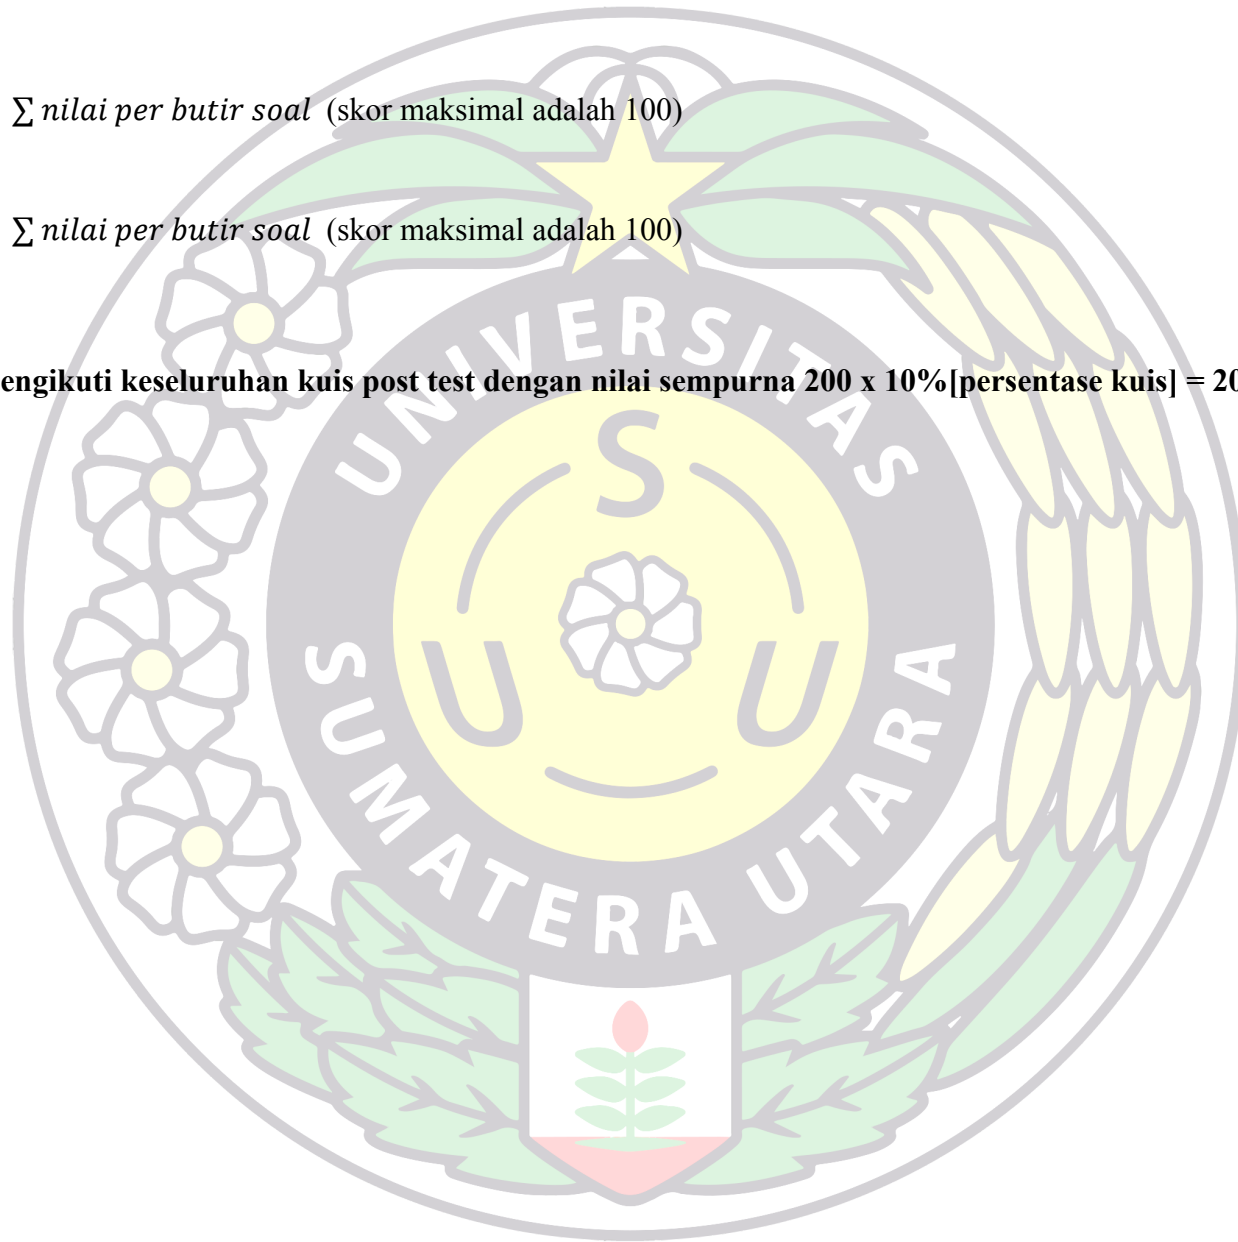 ∑ nilai per butir soal (skor maksimal adalah 100)
∑ nilai per butir soal (skor maksimal adalah 100)
engikuti keseluruhan kuis post test dengan nilai sempurna 200 x 10%[persentase kuis] = 20
UNIVERSITAS
S
U U
SUMATERA UTARA